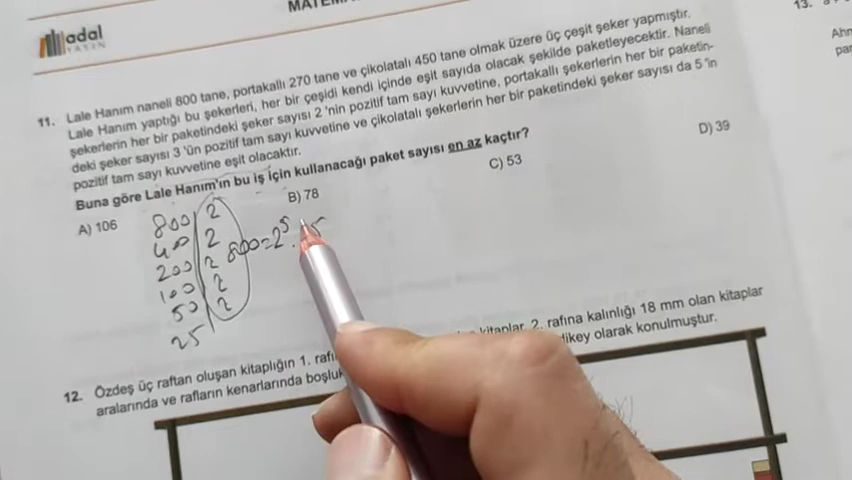 adal
YAYIN
MATEM
13.
11. Lale Hanım naneli 800 tane, portakallı 270 tane ve çikolatalı 450 tane olmak üzere üç çeşit şeker yapmıştır.
Lale Hanım yaptığı bu şekerleri, her bir çeşidi kendi içinde eşit sayıda olacak şekilde paketleyecektir. Naneli
şekerlerin her bir paketindeki şeker sayısı 2 'nin pozitif tam sayı kuvvetine, portakallı şekerlerin her bir paketin-
deki şeker sayısı 3 'ün pozitif tam sayı kuvvetine ve çikolatalı şekerlerin her bir paketindeki şeker sayısı da 5 'in
pozitif tam sayı kuvvetine eşit olacaktır.
Buna göre Lale Hanım'ın bu iş için kullanacağı paket sayısı en az kaçtır?
A) 106
B) 78
C) 53
D) 39
800 2
400 2
200 2
100 2
50 2
25
800=2⁵.
12. Özdeş üç raftan oluşan kitaplığın 1. rafı
kitaplar, 2. rafına kalınlığı 18 mm olan kitaplar
aralarında ve rafların kenarlarında boşluk
dikey olarak konulmuştur.